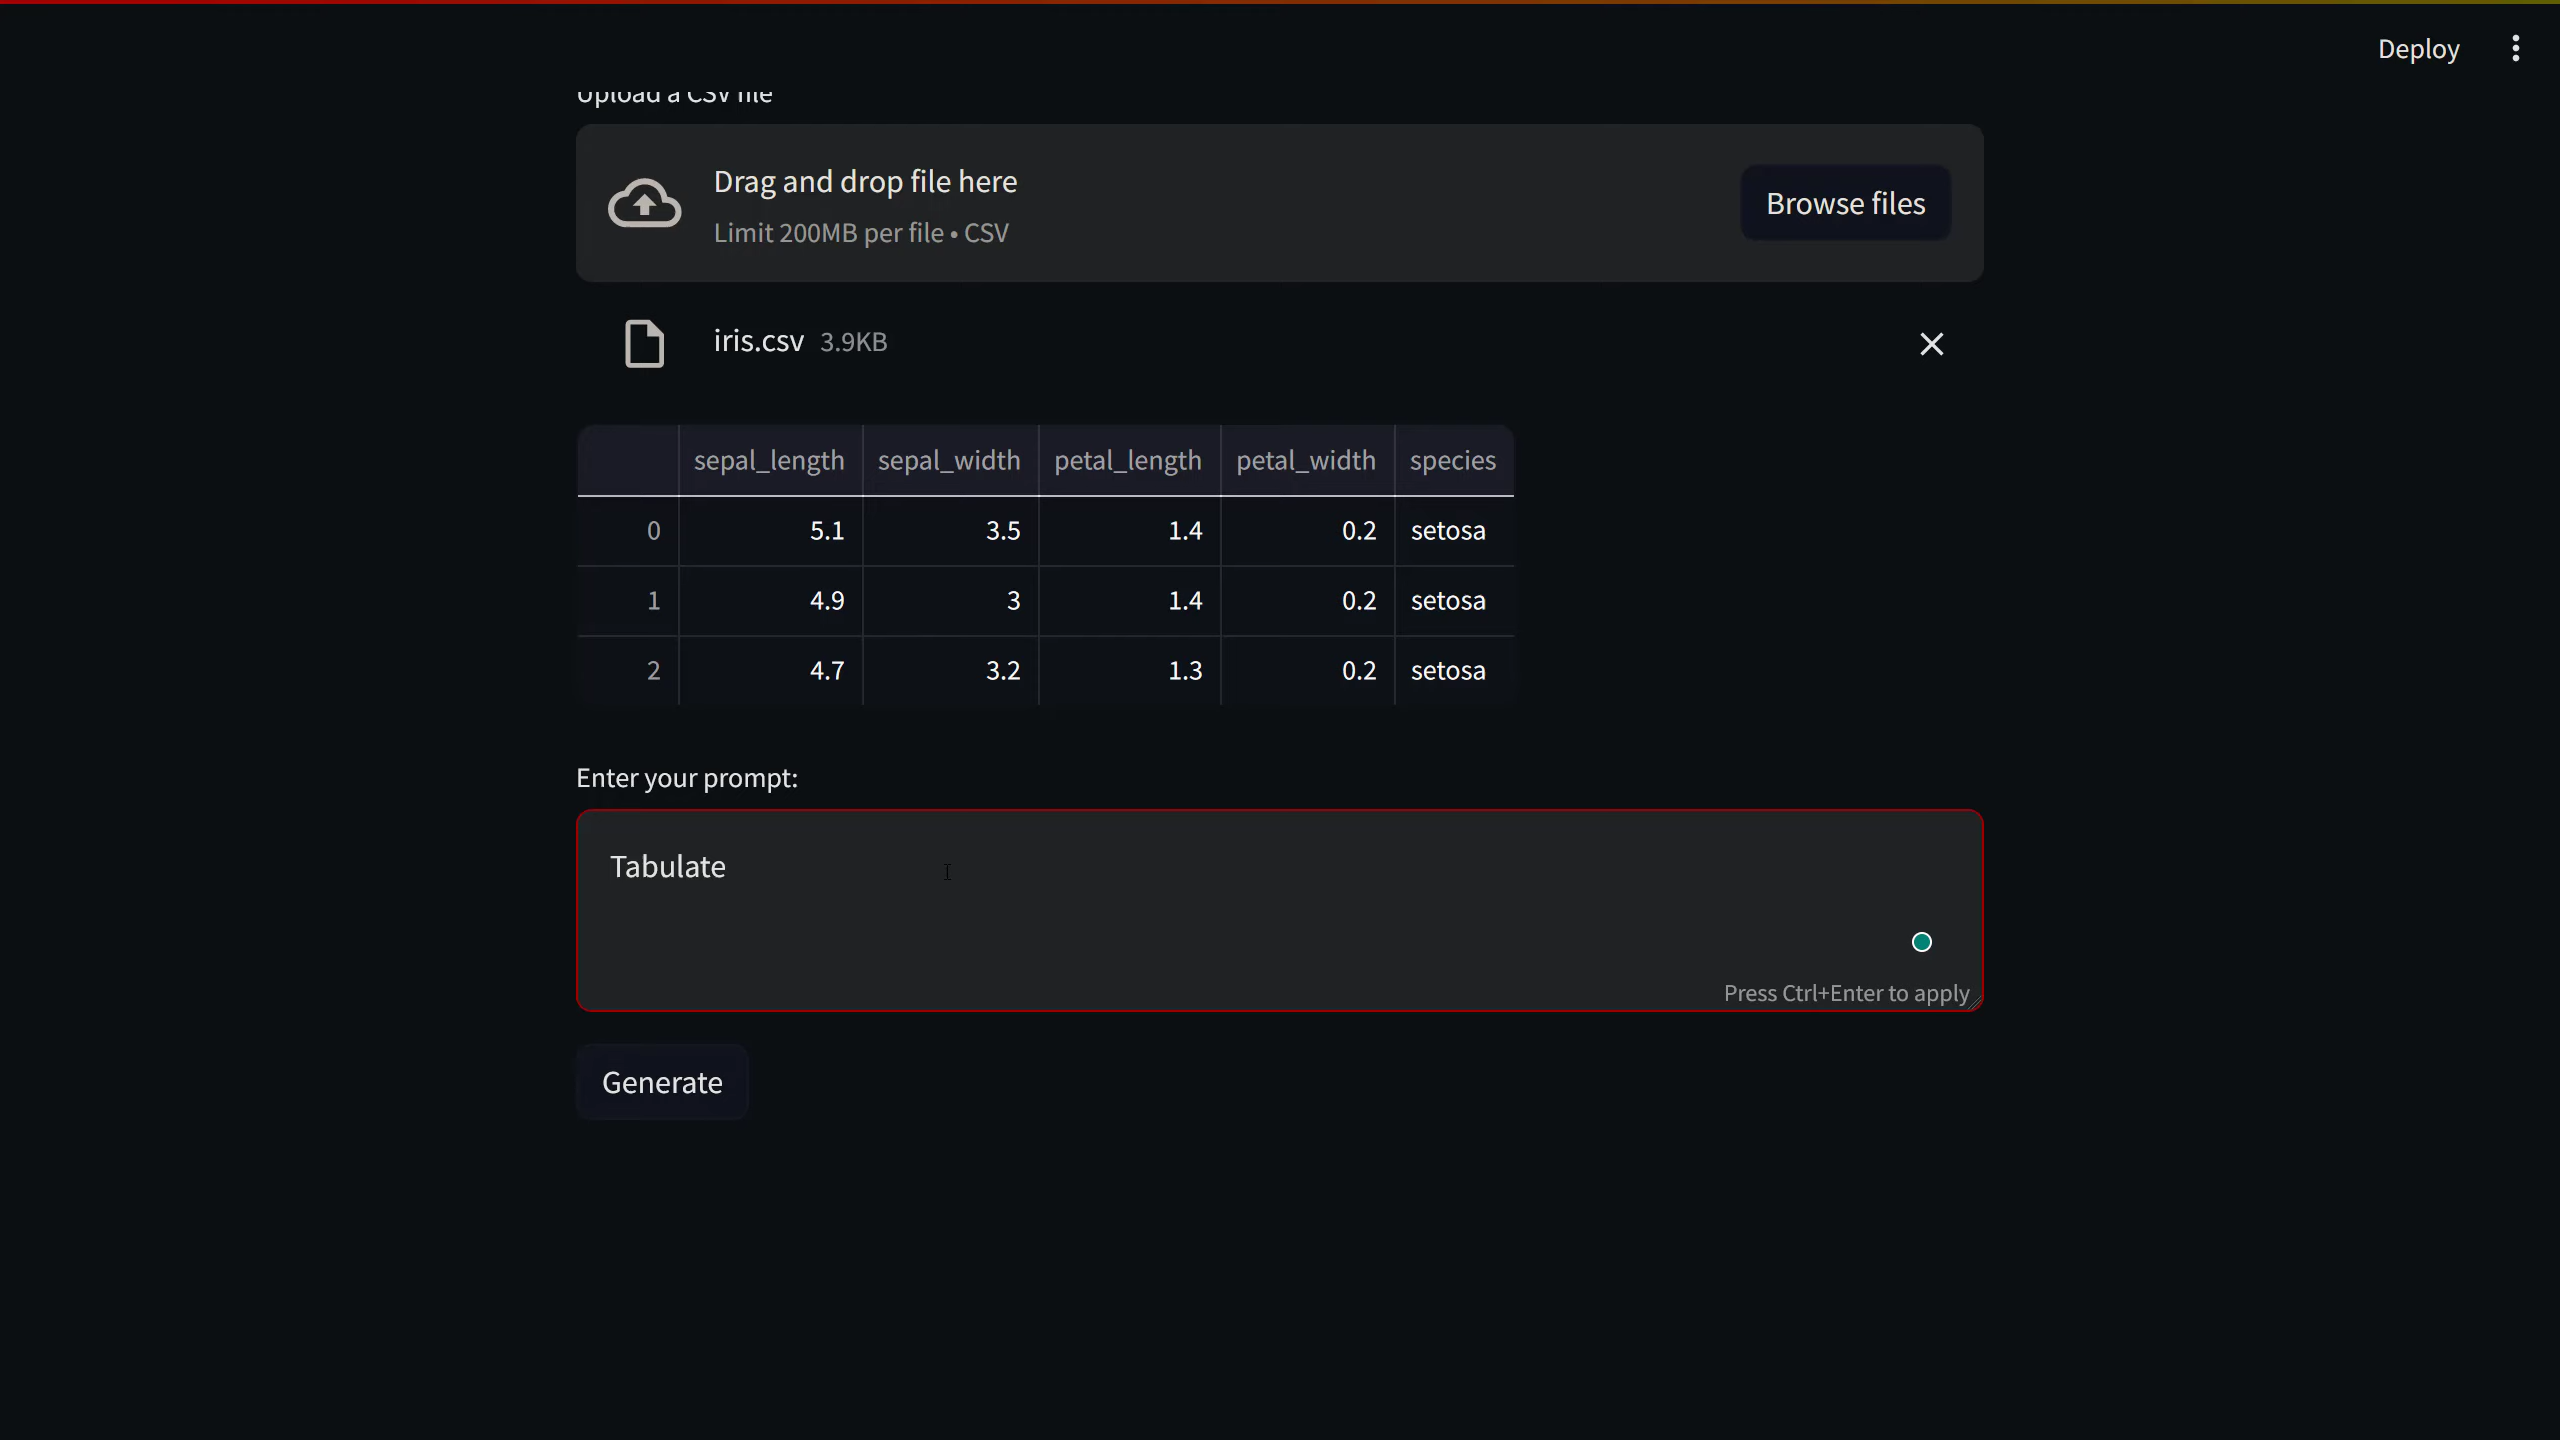 Deploy
Upload a CSV file
Drag and drop file here
Limit 200MB per file • CSV
Browse files
iris.csv 3.9KB
sepal_length sepal_width petal_length petal_width species
0 5.1 3.5 1.4 0.2 setosa
1 4.9 3 1.4 0.2 setosa
2 4.7 3.2 1.3 0.2 setosa
Enter your prompt:
Tabulate
Press Ctrl+Enter to apply
Generate